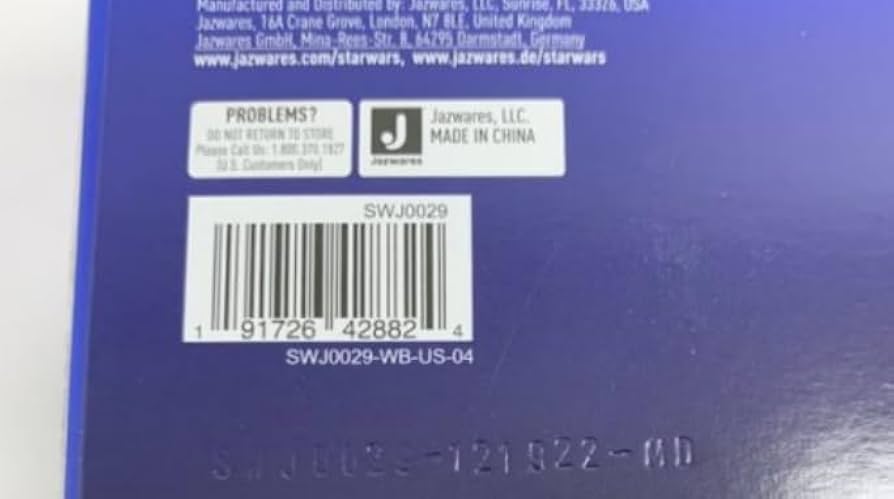 Manufactured and Distributed by: Jazwares, LLC, Sunrise, FL, 33326, USA
Jazwares, 16A Crane Grove, London, N7 8LE, United Kingdom
Jazwares GmbH, Mina-Rees-Str. 8, 64295 Darmstadt, Germany
www.jazwares.com/starwars, www.jazwares.de/starwars
PROBLEMS?
DO NOT RETURN TO STORE
Please Call Us: 1.800.370.1927
(U.S. Customers Only)
J
Jazwares
Jazwares, LLC.
MADE IN CHINA
SWJ0029
1 91726 42882 4
SWJ0029-WB-US-04
SWJ0029-121922-MD